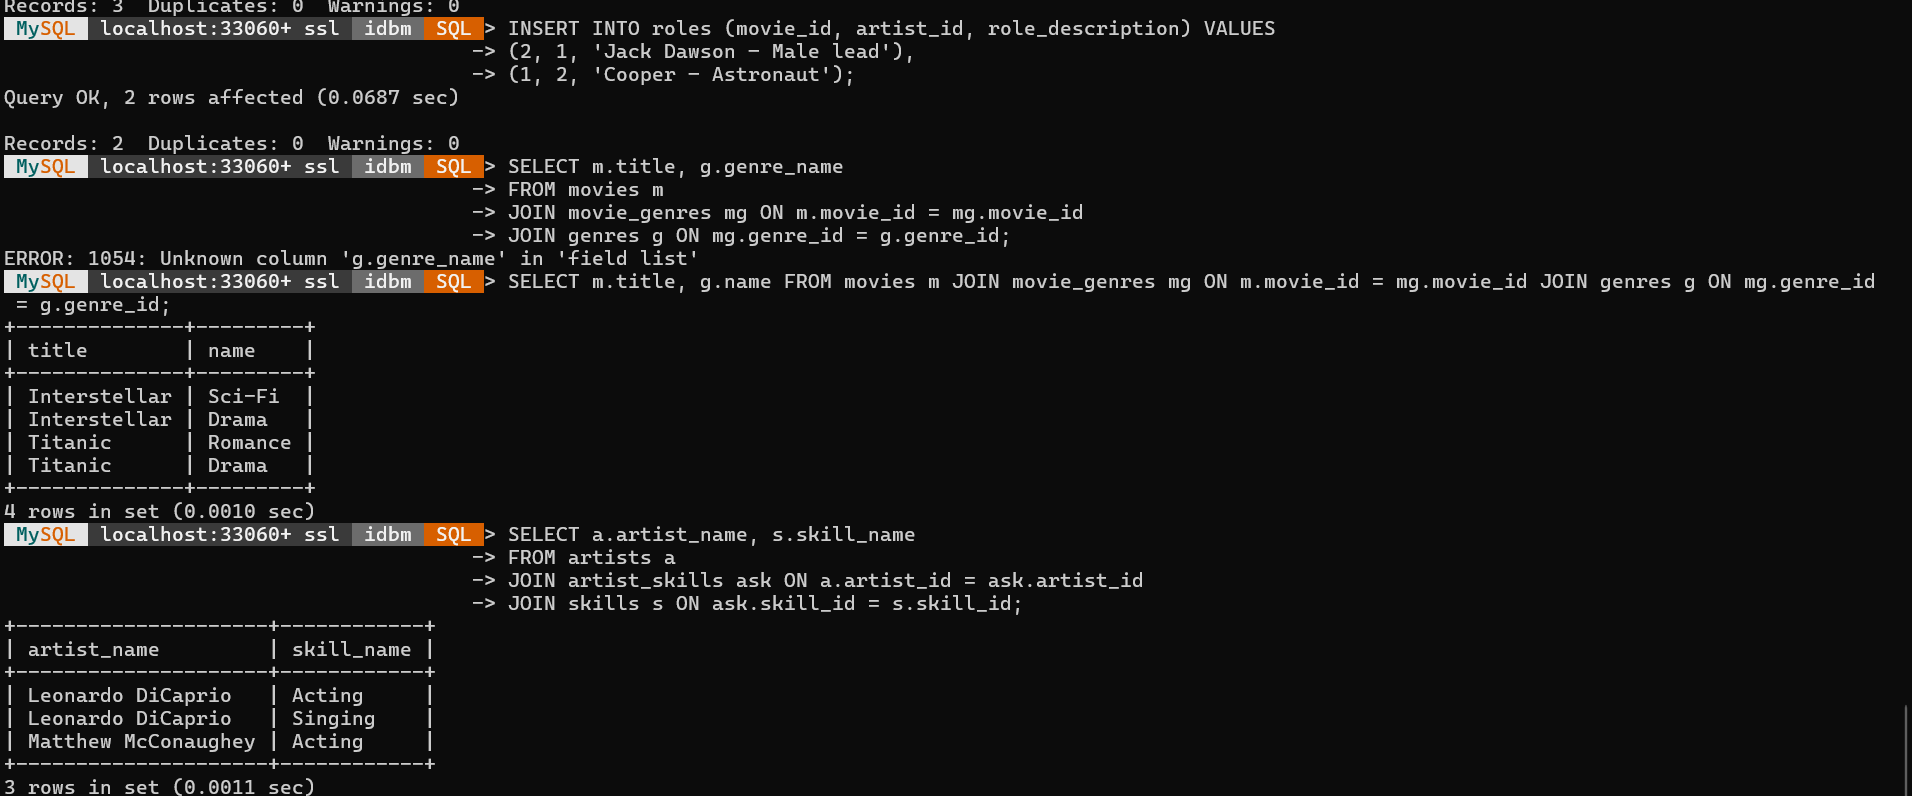 Records: 3  Duplicates: 0  Warnings: 0
 MySQL  localhost:33060+ ssl  idbm  SQL > INSERT INTO roles (movie_id, artist_id, role_description) VALUES
                                       -> (2, 1, 'Jack Dawson - Male lead'),
                                       -> (1, 2, 'Cooper - Astronaut');
Query OK, 2 rows affected (0.0687 sec)

Records: 2  Duplicates: 0  Warnings: 0
 MySQL  localhost:33060+ ssl  idbm  SQL > SELECT m.title, g.genre_name
                                       -> FROM movies m
                                       -> JOIN movie_genres mg ON m.movie_id = mg.movie_id
                                       -> JOIN genres g ON mg.genre_id = g.genre_id;
ERROR: 1054: Unknown column 'g.genre_name' in 'field list'
 MySQL  localhost:33060+ ssl  idbm  SQL > SELECT m.title, g.name FROM movies m JOIN movie_genres mg ON m.movie_id = mg.movie_id JOIN genres g ON mg.genre_id
 = g.genre_id;
+--------------+---------+
| title        | name    |
+--------------+---------+
| Interstellar | Sci-Fi  |
| Interstellar | Drama   |
| Titanic      | Romance |
| Titanic      | Drama   |
+--------------+---------+
4 rows in set (0.0010 sec)
 MySQL  localhost:33060+ ssl  idbm  SQL > SELECT a.artist_name, s.skill_name
                                       -> FROM artists a
                                       -> JOIN artist_skills ask ON a.artist_id = ask.artist_id
                                       -> JOIN skills s ON ask.skill_id = s.skill_id;
+---------------------+------------+
| artist_name         | skill_name |
+---------------------+------------+
| Leonardo DiCaprio   | Acting     |
| Leonardo DiCaprio   | Singing    |
| Matthew McConaughey | Acting     |
+---------------------+------------+
3 rows in set (0.0011 sec)